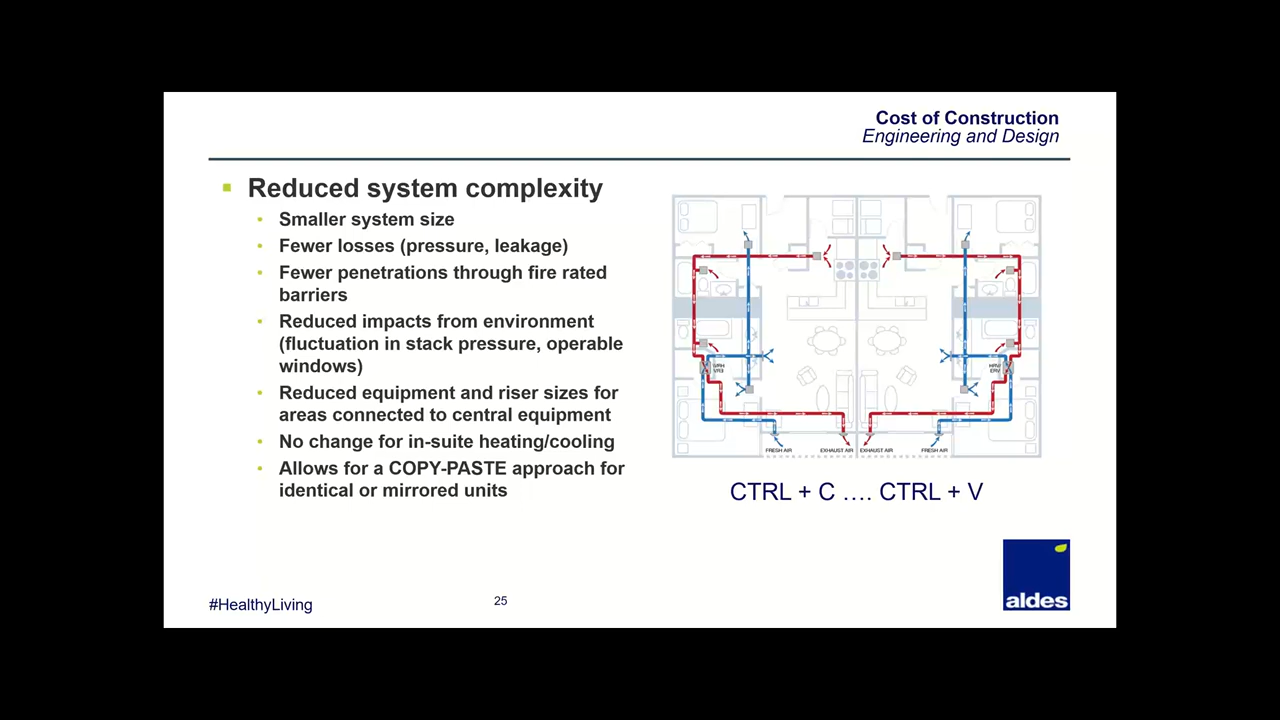 Cost of Construction
Engineering and Design
Reduced system complexity
Smaller system size
Fewer losses (pressure, leakage)
Fewer penetrations through fire rated
barriers
Reduced impacts from environment
(fluctuation in stack pressure, operable
windows)
Reduced equipment and riser sizes for
areas connected to central equipment
No change for in-suite heating/cooling
Allows for a COPY-PASTE approach for
identical or mirrored units
HRV/
ERV
FRESH AIR
EXHAUST AIR
EXHAUST AIR
FRESH AIR
CTRL + C …. CTRL + V
aldes
#HealthyLiving
25